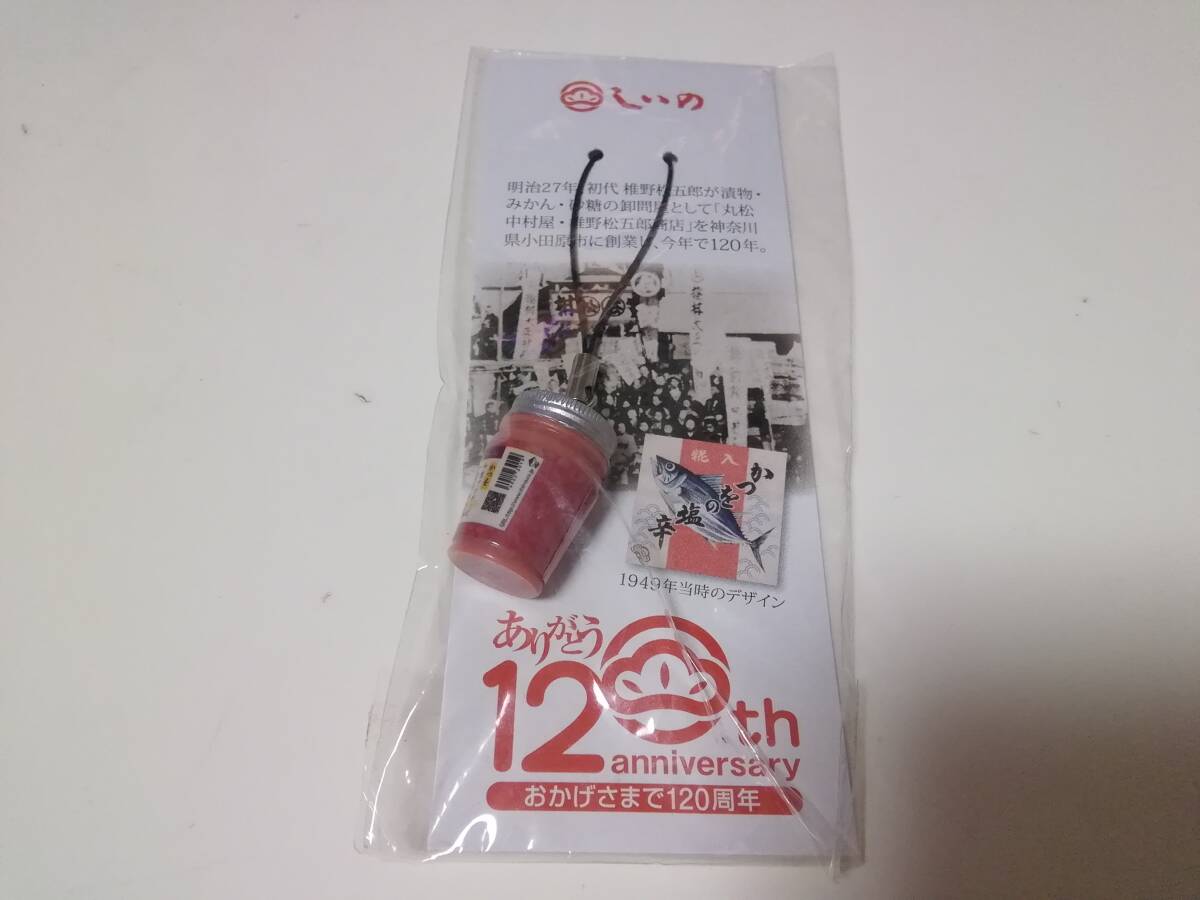 しいの
明治27年、初代 椎野松五郎が漬物・
みかん・砂糖の卸問屋として「丸松
中村屋・椎野松五郎商店」を神奈川
県小田原市に創業し、今年で120年。
糀入
かつをの塩辛
1949年当時のデザイン
ありがとう
120th
anniversary
おかげさまで120周年